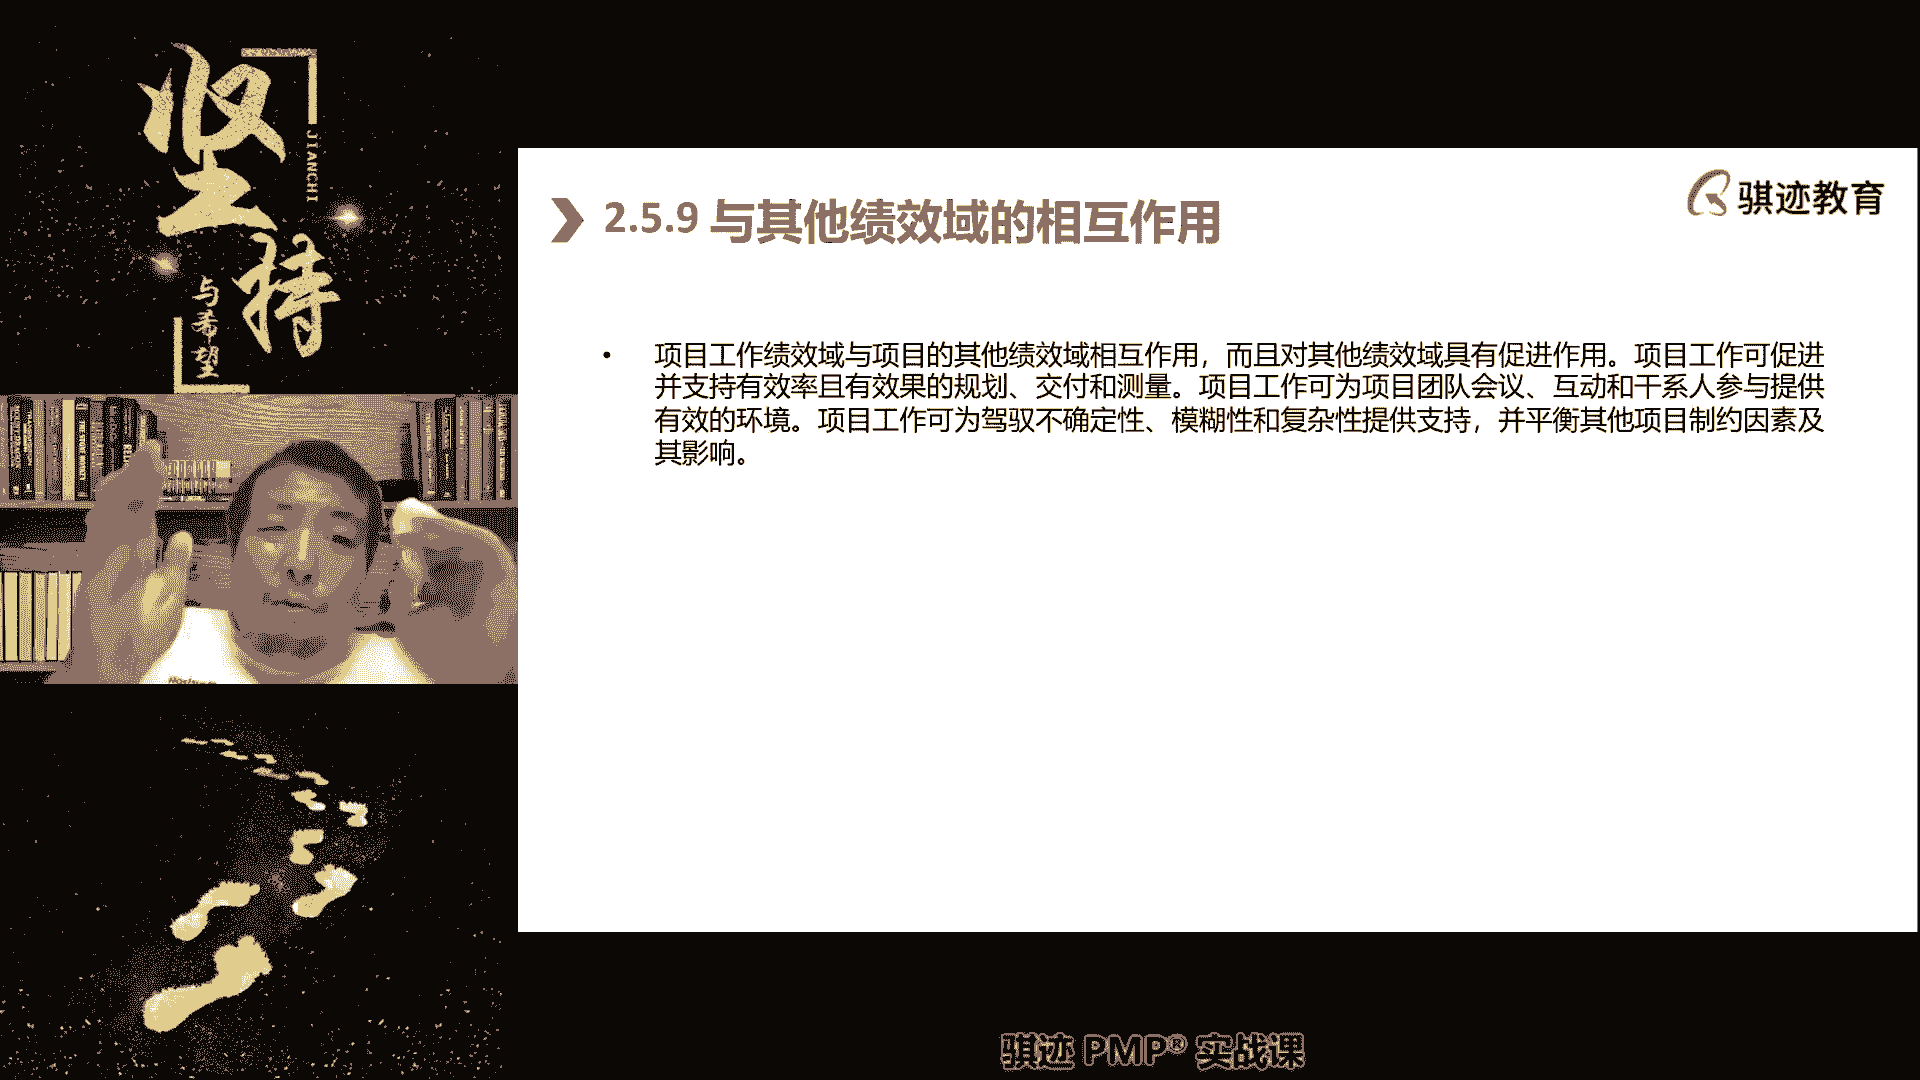 坚持
JIANCHI
与希望
骐迹教育
2.5.9 与其他绩效域的相互作用
• 项目工作绩效域与项目的其他绩效域相互作用，而且对其他绩效域具有促进作用。项目工作可促进
并支持有效率且有效果的规划、交付和测量。项目工作可为项目团队会议、互动和干系人参与提供
有效的环境。项目工作可为驾驭不确定性、模糊性和复杂性提供支持，并平衡其他项目制约因素及
其影响。
骐迹 PMP® 实战课